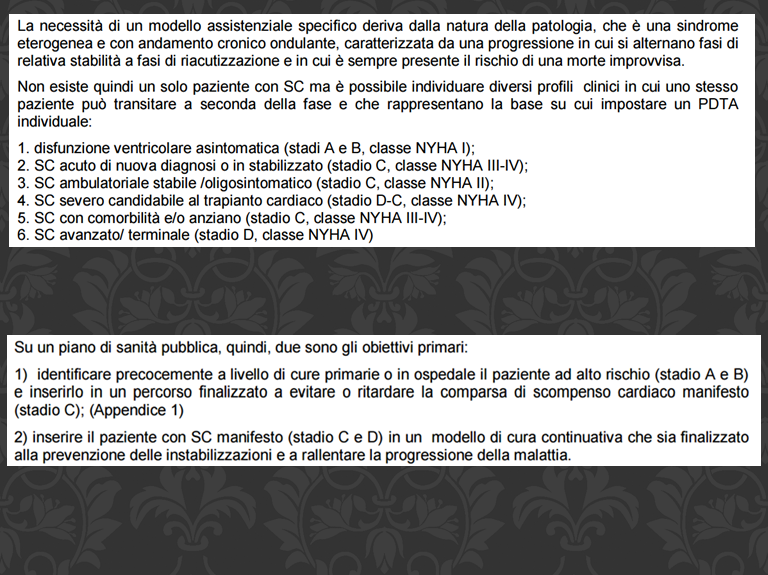 La necessità di un modello assistenziale specifico deriva dalla natura della patologia, che è una sindrome
eterogenea e con andamento cronico ondulante, caratterizzata da una progressione in cui si alternano fasi di
relativa stabilità a fasi di riacutizzazione e in cui è sempre presente il rischio di una morte improvvisa.
Non esiste quindi un solo paziente con SC ma è possibile individuare diversi profili clinici in cui uno stesso
paziente può transitare a seconda della fase e che rappresentano la base su cui impostare un PDTA
individuale:
1. disfunzione ventricolare asintomatica (stadi A e B, classe NYHA I);
2. SC acuto di nuova diagnosi o in stabilizzato (stadio C, classe NYHA III-IV);
3. SC ambulatoriale stabile /oligosintomatico (stadio C, classe NYHA II);
4. SC severo candidabile al trapianto cardiaco (stadio D-C, classe NYHA IV);
5. SC con comorbilità e/o anziano (stadio C, classe NYHA III-IV);
6. SC avanzato/ terminale (stadio D, classe NYHA IV)
Su un piano di sanità pubblica, quindi, due sono gli obiettivi primari:
1) identificare precocemente a livello di cure primarie o in ospedale il paziente ad alto rischio (stadio A e B)
e inserirlo in un percorso finalizzato a evitare o ritardare la comparsa di scompenso cardiaco manifesto
(stadio C); (Appendice 1)
2) inserire il paziente con SC manifesto (stadio C e D) in un modello di cura continuativa che sia finalizzato
alla prevenzione delle instabilizzazioni e a rallentare la progressione della malattia.